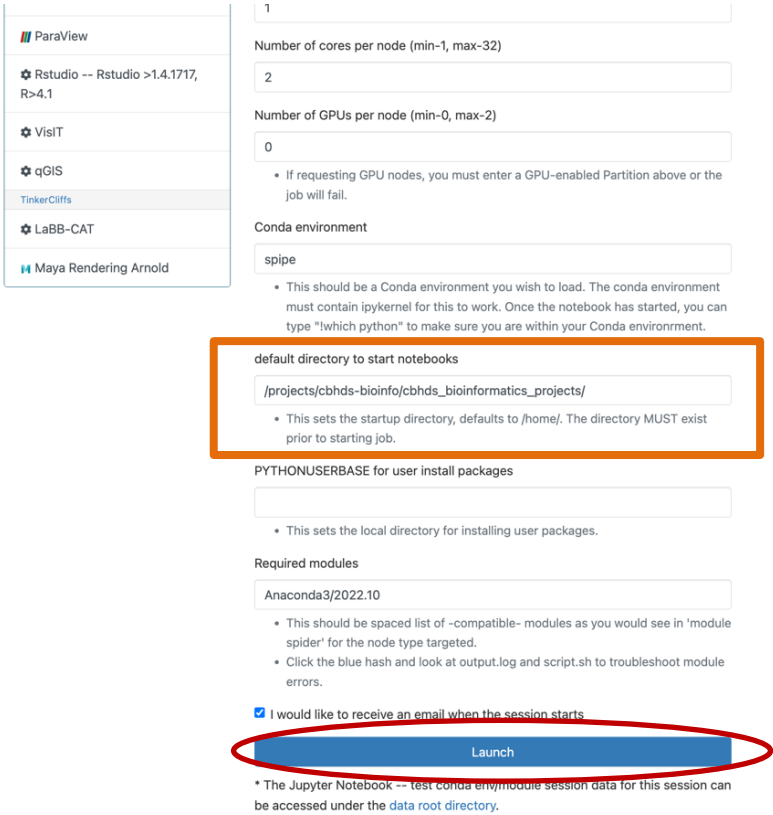 ParaView
Rstudio -- Rstudio >1.4.1717,
R>4.1
VisIT
qGIS
TinkerCliffs
LaBB-CAT
Maya Rendering Arnold
1
Number of cores per node (min-1, max-32)
2
Number of GPUs per node (min-0, max-2)
0
• If requesting GPU nodes, you must enter a GPU-enabled Partition above or the
job will fail.
Conda environment
spipe
• This should be a Conda environment you wish to load. The conda environment
must contain ipykernel for this to work. Once the notebook has started, you can
type "!which python" to make sure you are within your Conda environrment.
default directory to start notebooks
/projects/cbhds-bioinfo/cbhds_bioinformatics_projects/
• This sets the startup directory, defaults to /home/. The directory MUST exist
prior to starting job.
PYTHONUSERBASE for user install packages
• This sets the local directory for installing user packages.
Required modules
Anaconda3/2022.10
• This should be spaced list of -compatible- modules as you would see in 'module
spider' for the node type targeted.
• Click the blue hash and look at output.log and script.sh to troubleshoot module
errors.
I would like to receive an email when the session starts
Launch
* The Jupyter Notebook -- test conda env/module session data for this session can
be accessed under the data root directory.